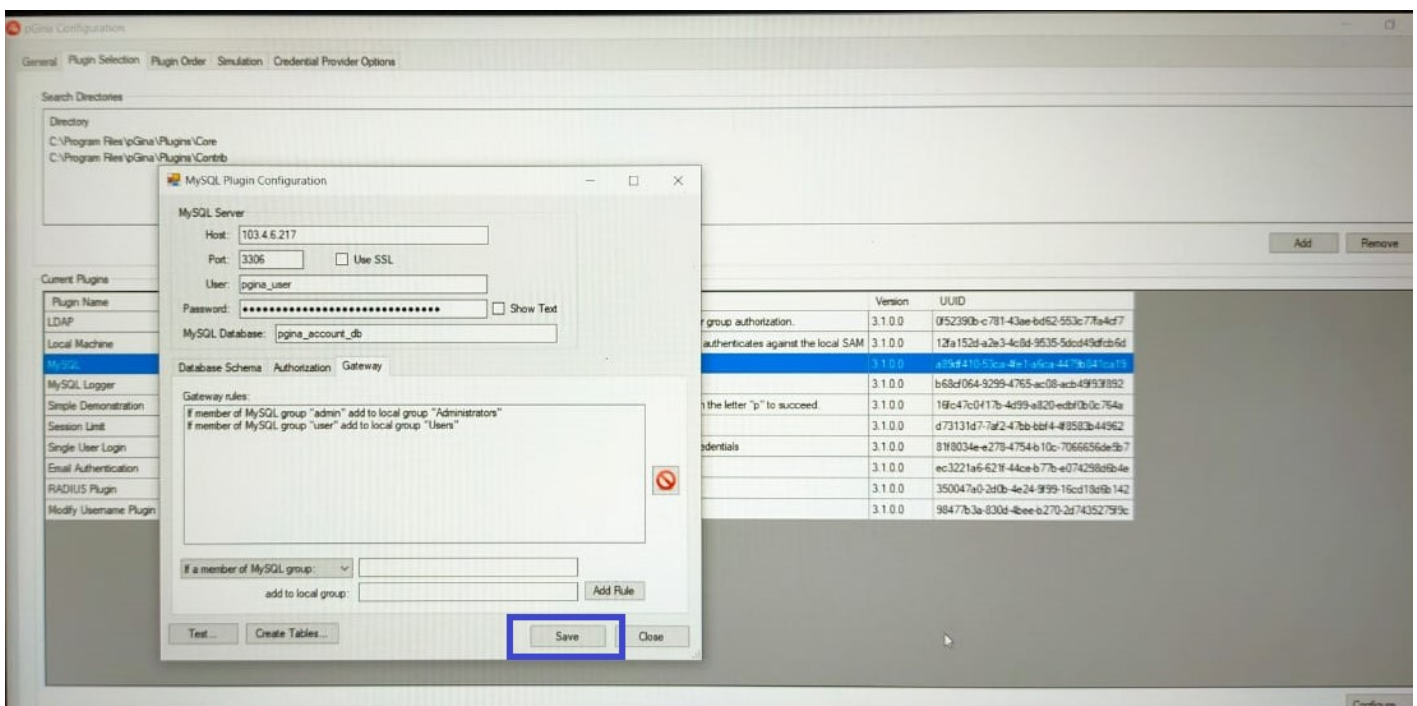 pGina Configuration
General Plugin Selection Plugin Order Simulation Credential Provider Options
Search Directories
Directory
C:\Program Files\pGina\Plugins\Core
C:\Program Files\pGina\Plugins\Contrib
Add Remove
MySQL Plugin Configuration
MySQL Server
Host: 103.4.6.217
Port: 3306 Use SSL
User: pgina_user
Password: Show Text
MySQL Database: pgina_account_db
Database Schema Authorization Gateway
Gateway rules:
If member of MySQL group "admin" add to local group "Administrators"
If member of MySQL group "user" add to local group "Users"
If a member of MySQL group:
add to local group: Add Rule
Test... Create Tables... Save Close
Current Plugins
Plugin Name Version UUID
LDAP r group authorization. 3.1.0.0 0f52390b-c781-43ae-bd62-553c77fa4cf7
Local Machine authenticates against the local SAM 3.1.0.0 12fa152d-a2e3-4c8d-9535-5dcd49dfcb6d
MySQL 3.1.0.0
MySQL Logger 3.1.0.0 b68cf064-9299-4765-ac08-acb49f93f892
Simple Demonstration n the letter "p" to succeed. 3.1.0.0 16fc47c0-f17b-4d99-a820-edbf0b0c764a
Session Limit 3.1.0.0 d73131d7-7af2-47bb-bbf4-4f8583b44962
Single User Login edentials 3.1.0.0 81f8034e-e278-4754-b10c-7066656de5b7
Email Authentication 3.1.0.0 ec3221a6-621f-44ce-b77b-e074298d6b4e
RADIUS Plugin 3.1.0.0 350047a0-2d0b-4e24-9f99-16cd18d6b142
Modify Username Plugin 3.1.0.0 98477b3a-830d-4bee-b270-2d7435275f9c
Configure